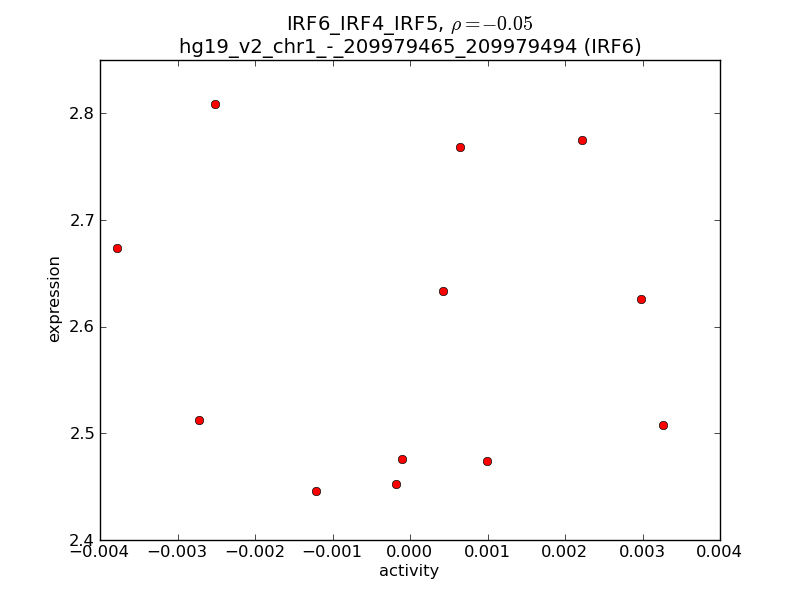 IRF6_IRF4_IRF5, ρ = −0.05
hg19_v2_chr1_-_209979465_209979494 (IRF6)
expression
2.8
2.7
2.6
2.5
2.4
−0.004 −0.003 −0.002 −0.001 0.000 0.001 0.002 0.003 0.004
activity